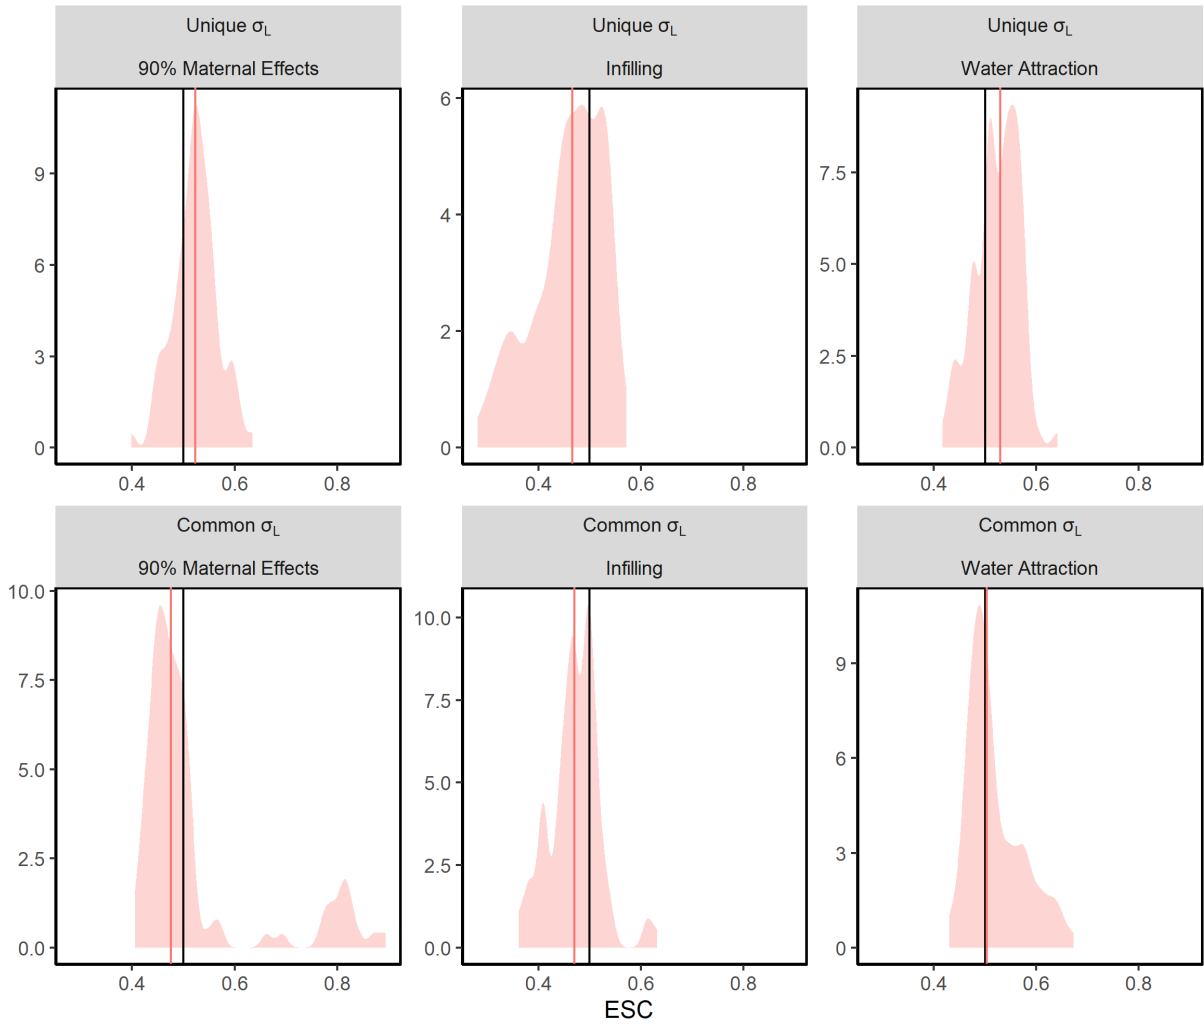 Unique σL Unique σL Unique σL
90% Maternal Effects Infilling Water Attraction
9 6 3 0
6 4 2 0
7.5 5.0 2.5 0.0
0.4 0.6 0.8 0.4 0.6 0.8 0.4 0.6 0.8
Common σL Common σL Common σL
90% Maternal Effects Infilling Water Attraction
10.0 7.5 5.0 2.5 0.0
10.0 7.5 5.0 2.5 0.0
9 6 3 0
0.4 0.6 0.8 0.4 0.6 0.8 0.4 0.6 0.8
ESC